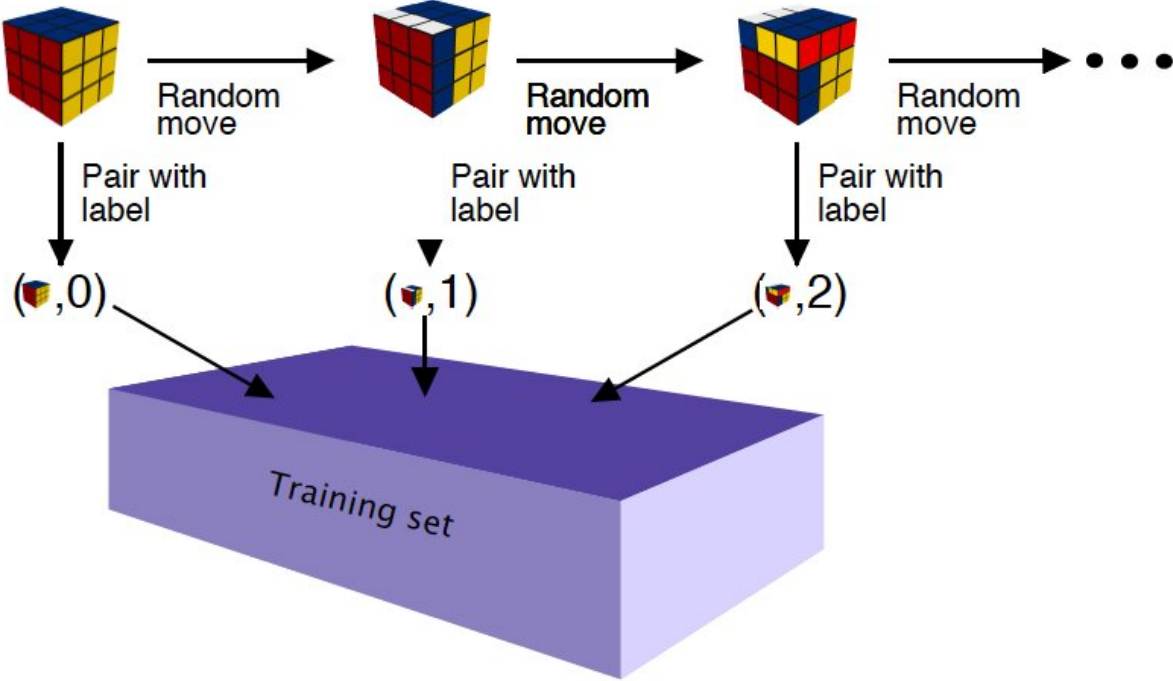 Random
move
Random
move
Random
move
Pair with
label
Pair with
label
Pair with
label
( ,0)
( ,1)
( ,2)
Training set